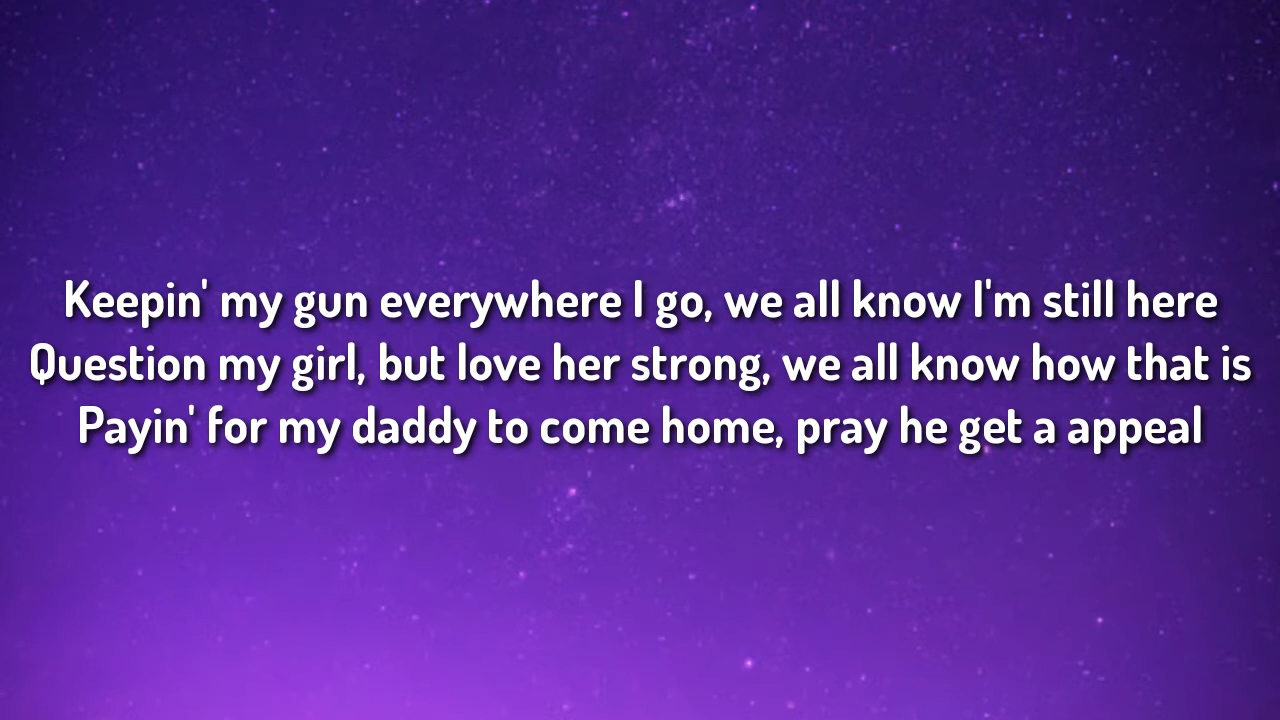 Keepin' my gun everywhere I go, we all know I'm still here
Question my girl, but love her strong, we all know how that is
Payin' for my daddy to come home, pray he get a appeal